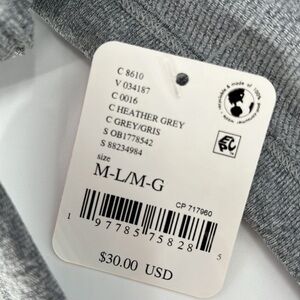 C 8610
V 034187
C 0016
C HEATHER GREY
C GREY/GRIS
S OB1778542
S 88234984
size
M-L/M-G
CP 717960
1 97785 75828 5
$30.00 USD